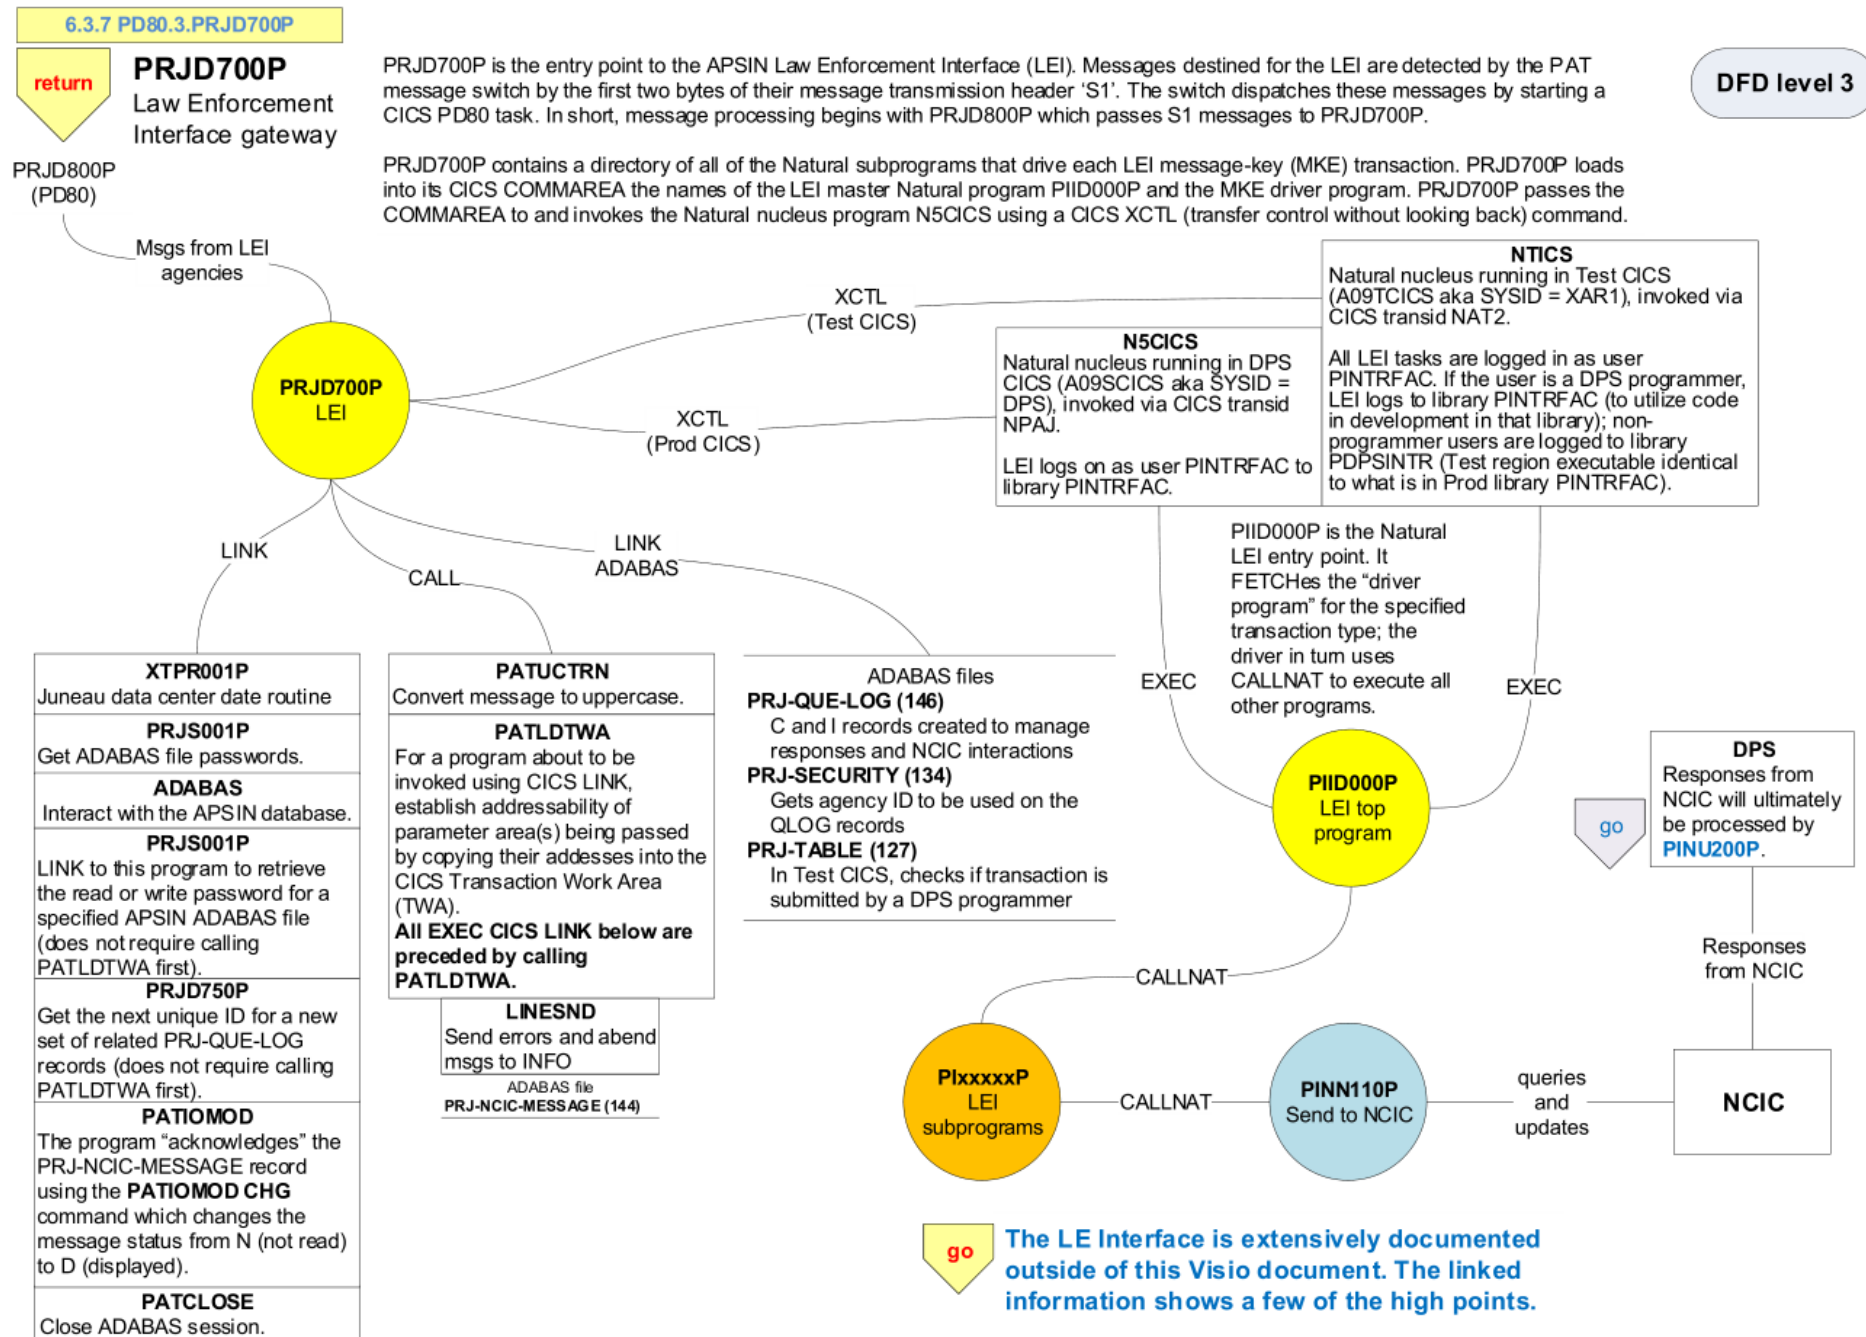 6.3.7 PD80.3.PRJD700P
return
PRJD700P
Law Enforcement
Interface gateway
PRJD700P is the entry point to the APSIN Law Enforcement Interface (LEI). Messages destined for the LEI are detected by the PAT
message switch by the first two bytes of their message transmission header ‘S1’. The switch dispatches these messages by starting a
CICS PD80 task. In short, message processing begins with PRJD800P which passes S1 messages to PRJD700P.
PRJD700P contains a directory of all of the Natural subprograms that drive each LEI message-key (MKE) transaction. PRJD700P loads
into its CICS COMMAREA the names of the LEI master Natural program PIID000P and the MKE driver program. PRJD700P passes the
COMMAREA to and invokes the Natural nucleus program N5CICS using a CICS XCTL (transfer control without looking back) command.
DFD level 3
PRJD800P
(PD80)
Msgs from LEI
agencies
PRJD700P
LEI
XCTL
(Test CICS)
XCTL
(Prod CICS)
N5CICS
Natural nucleus running in DPS
CICS (A09SCICS aka SYSID =
DPS), invoked via CICS transid
NPAJ.
LEI logs on as user PINTRFAC to
library PINTRFAC.
NTICS
Natural nucleus running in Test CICS
(A09TCICS aka SYSID = XAR1), invoked via
CICS transid NAT2.
All LEI tasks are logged in as user
PINTRFAC. If the user is a DPS programmer,
LEI logs to library PINTRFAC (to utilize code
in development in that library); non-
programmer users are logged to library
PDPSINTR (Test region executable identical
to what is in Prod library PINTRFAC).
LINK
CALL
LINK
ADABAS
XTPR001P
Juneau data center date routine
PRJS001P
Get ADABAS file passwords.
ADABAS
Interact with the APSIN database.
PRJS001P
LINK to this program to retrieve
the read or write password for a
specified APSIN ADABAS file
(does not require calling
PATLDTWA first).
PRJD750P
Get the next unique ID for a new
set of related PRJ-QUE-LOG
records (does not require calling
PATLDTWA first).
PATIOMOD
The program “acknowledges” the
PRJ-NCIC-MESSAGE record
using the PATIOMOD CHG
command which changes the
message status from N (not read)
to D (displayed).
PATCLOSE
Close ADABAS session.
PATUCTRN
Convert message to uppercase.
PATLDTWA
For a program about to be
invoked using CICS LINK,
establish addressability of
parameter area(s) being passed
by copying their addesses into the
CICS Transaction Work Area
(TWA).
All EXEC CICS LINK below are
preceded by calling
PATLDTWA.
LINESND
Send errors and abend
msgs to INFO
ADABAS file
PRJ-NCIC-MESSAGE (144)
ADABAS files
PRJ-QUE-LOG (146)
C and I records created to manage
responses and NCIC interactions
PRJ-SECURITY (134)
Gets agency ID to be used on the
QLOG records
PRJ-TABLE (127)
In Test CICS, checks if transaction is
submitted by a DPS programmer
PIID000P is the Natural
LEI entry point. It
FETCHes the “driver
program” for the specified
transaction type; the
driver in turn uses
CALLNAT to execute all
other programs.
EXEC
EXEC
PIID000P
LEI top
program
go
DPS
Responses from
NCIC will ultimately
be processed by
PINU200P.
Responses
from NCIC
CALLNAT
PIxxxxxP
LEI
subprograms
CALLNAT
PINN110P
Send to NCIC
queries
and
updates
NCIC
go
The LE Interface is extensively documented
outside of this Visio document. The linked
information shows a few of the high points.